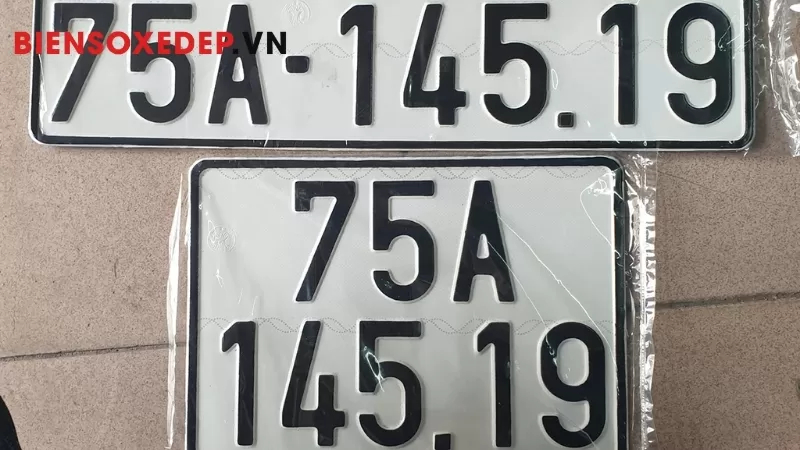 BIENSOXEDEP.VN
75A-145.19
75A
145.19